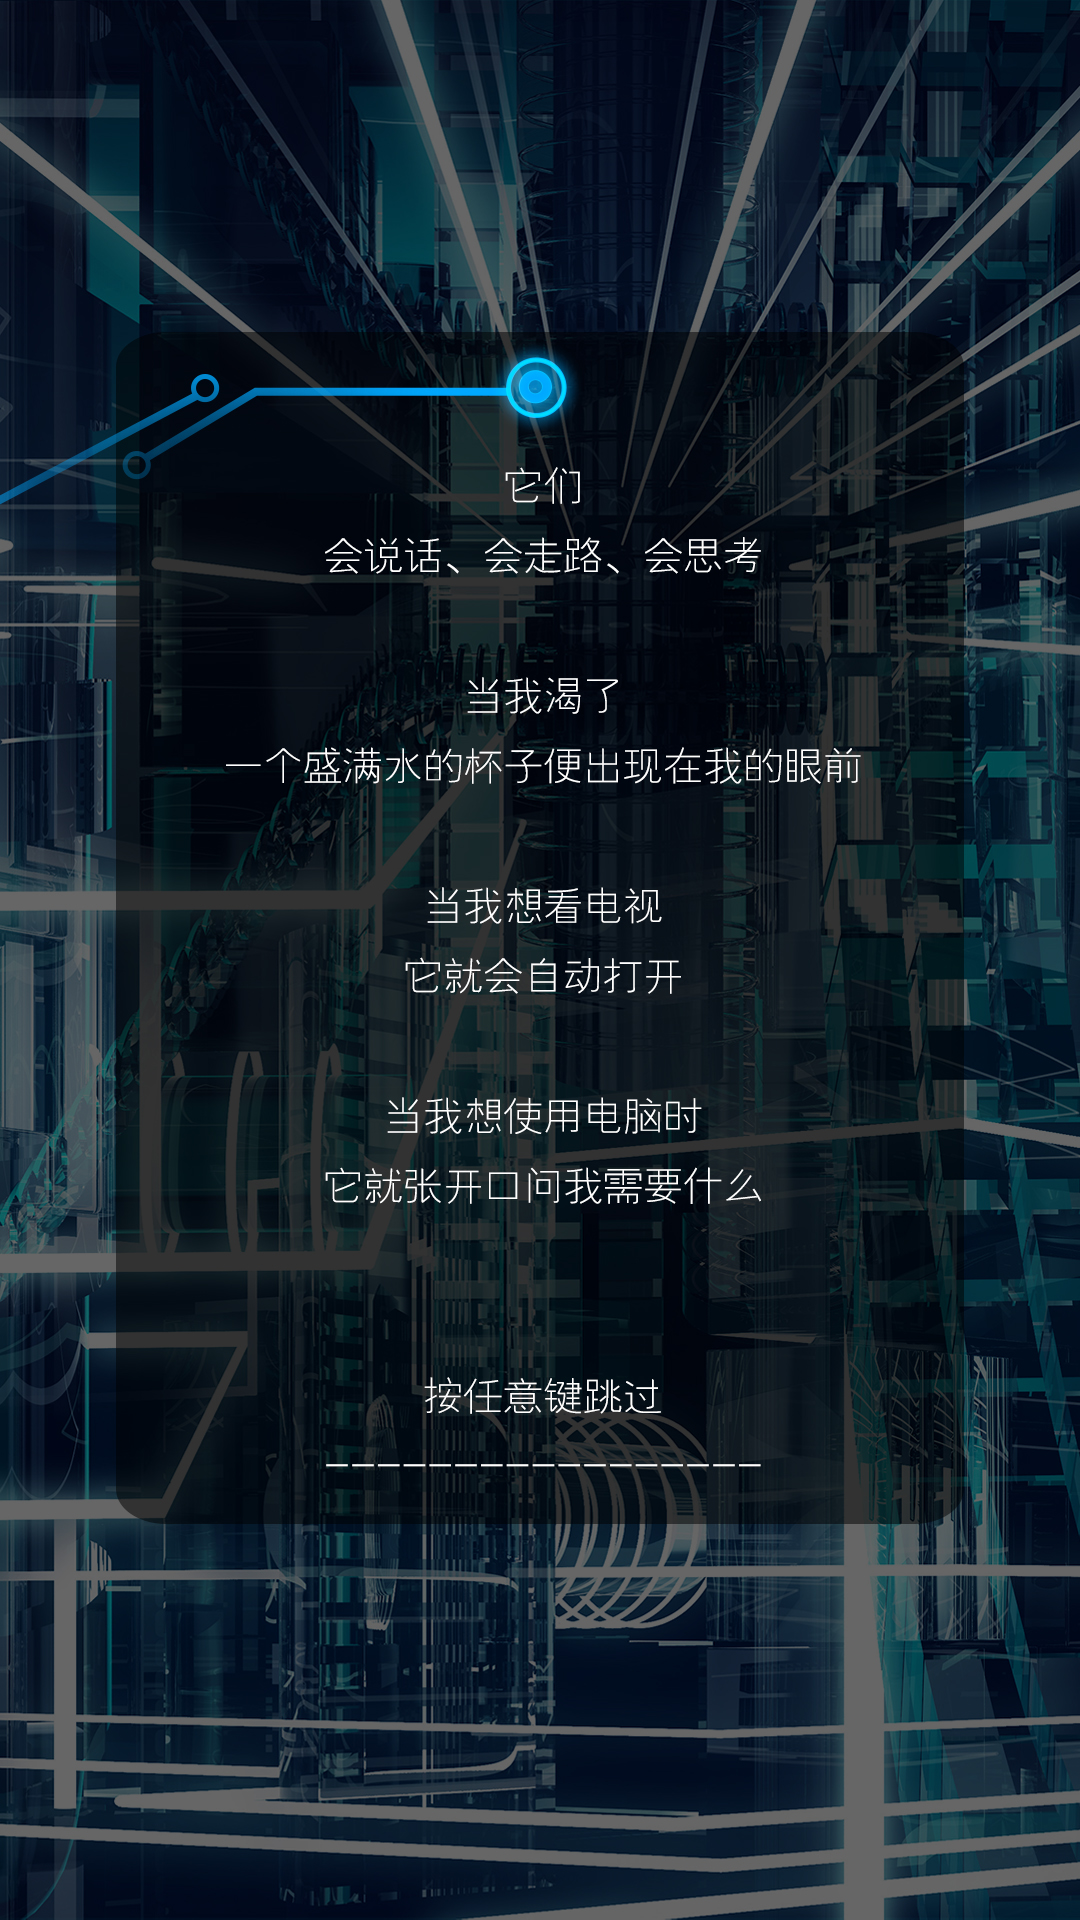 它们
会说话、会走路、会思考
当我渴了
一个盛满水的杯子便出现在我的眼前
当我想看电视
它就会自动打开
当我想使用电脑时
它就张开口问我需要什么
按任意键跳过